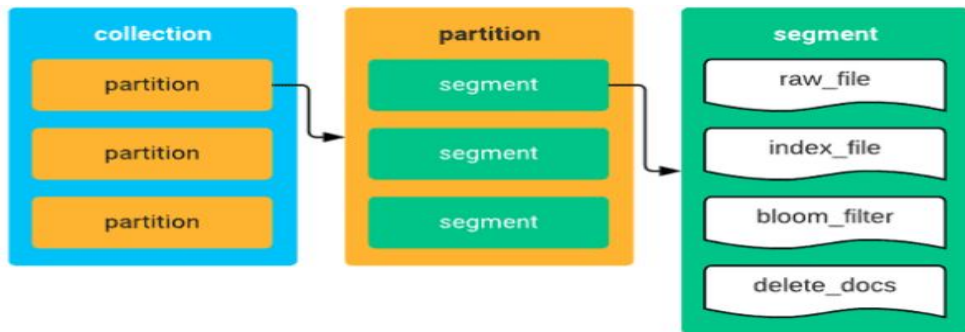 collection
partition
partition
partition
partition
segment
segment
segment
segment
raw_file
index_file
bloom_filter
delete_docs